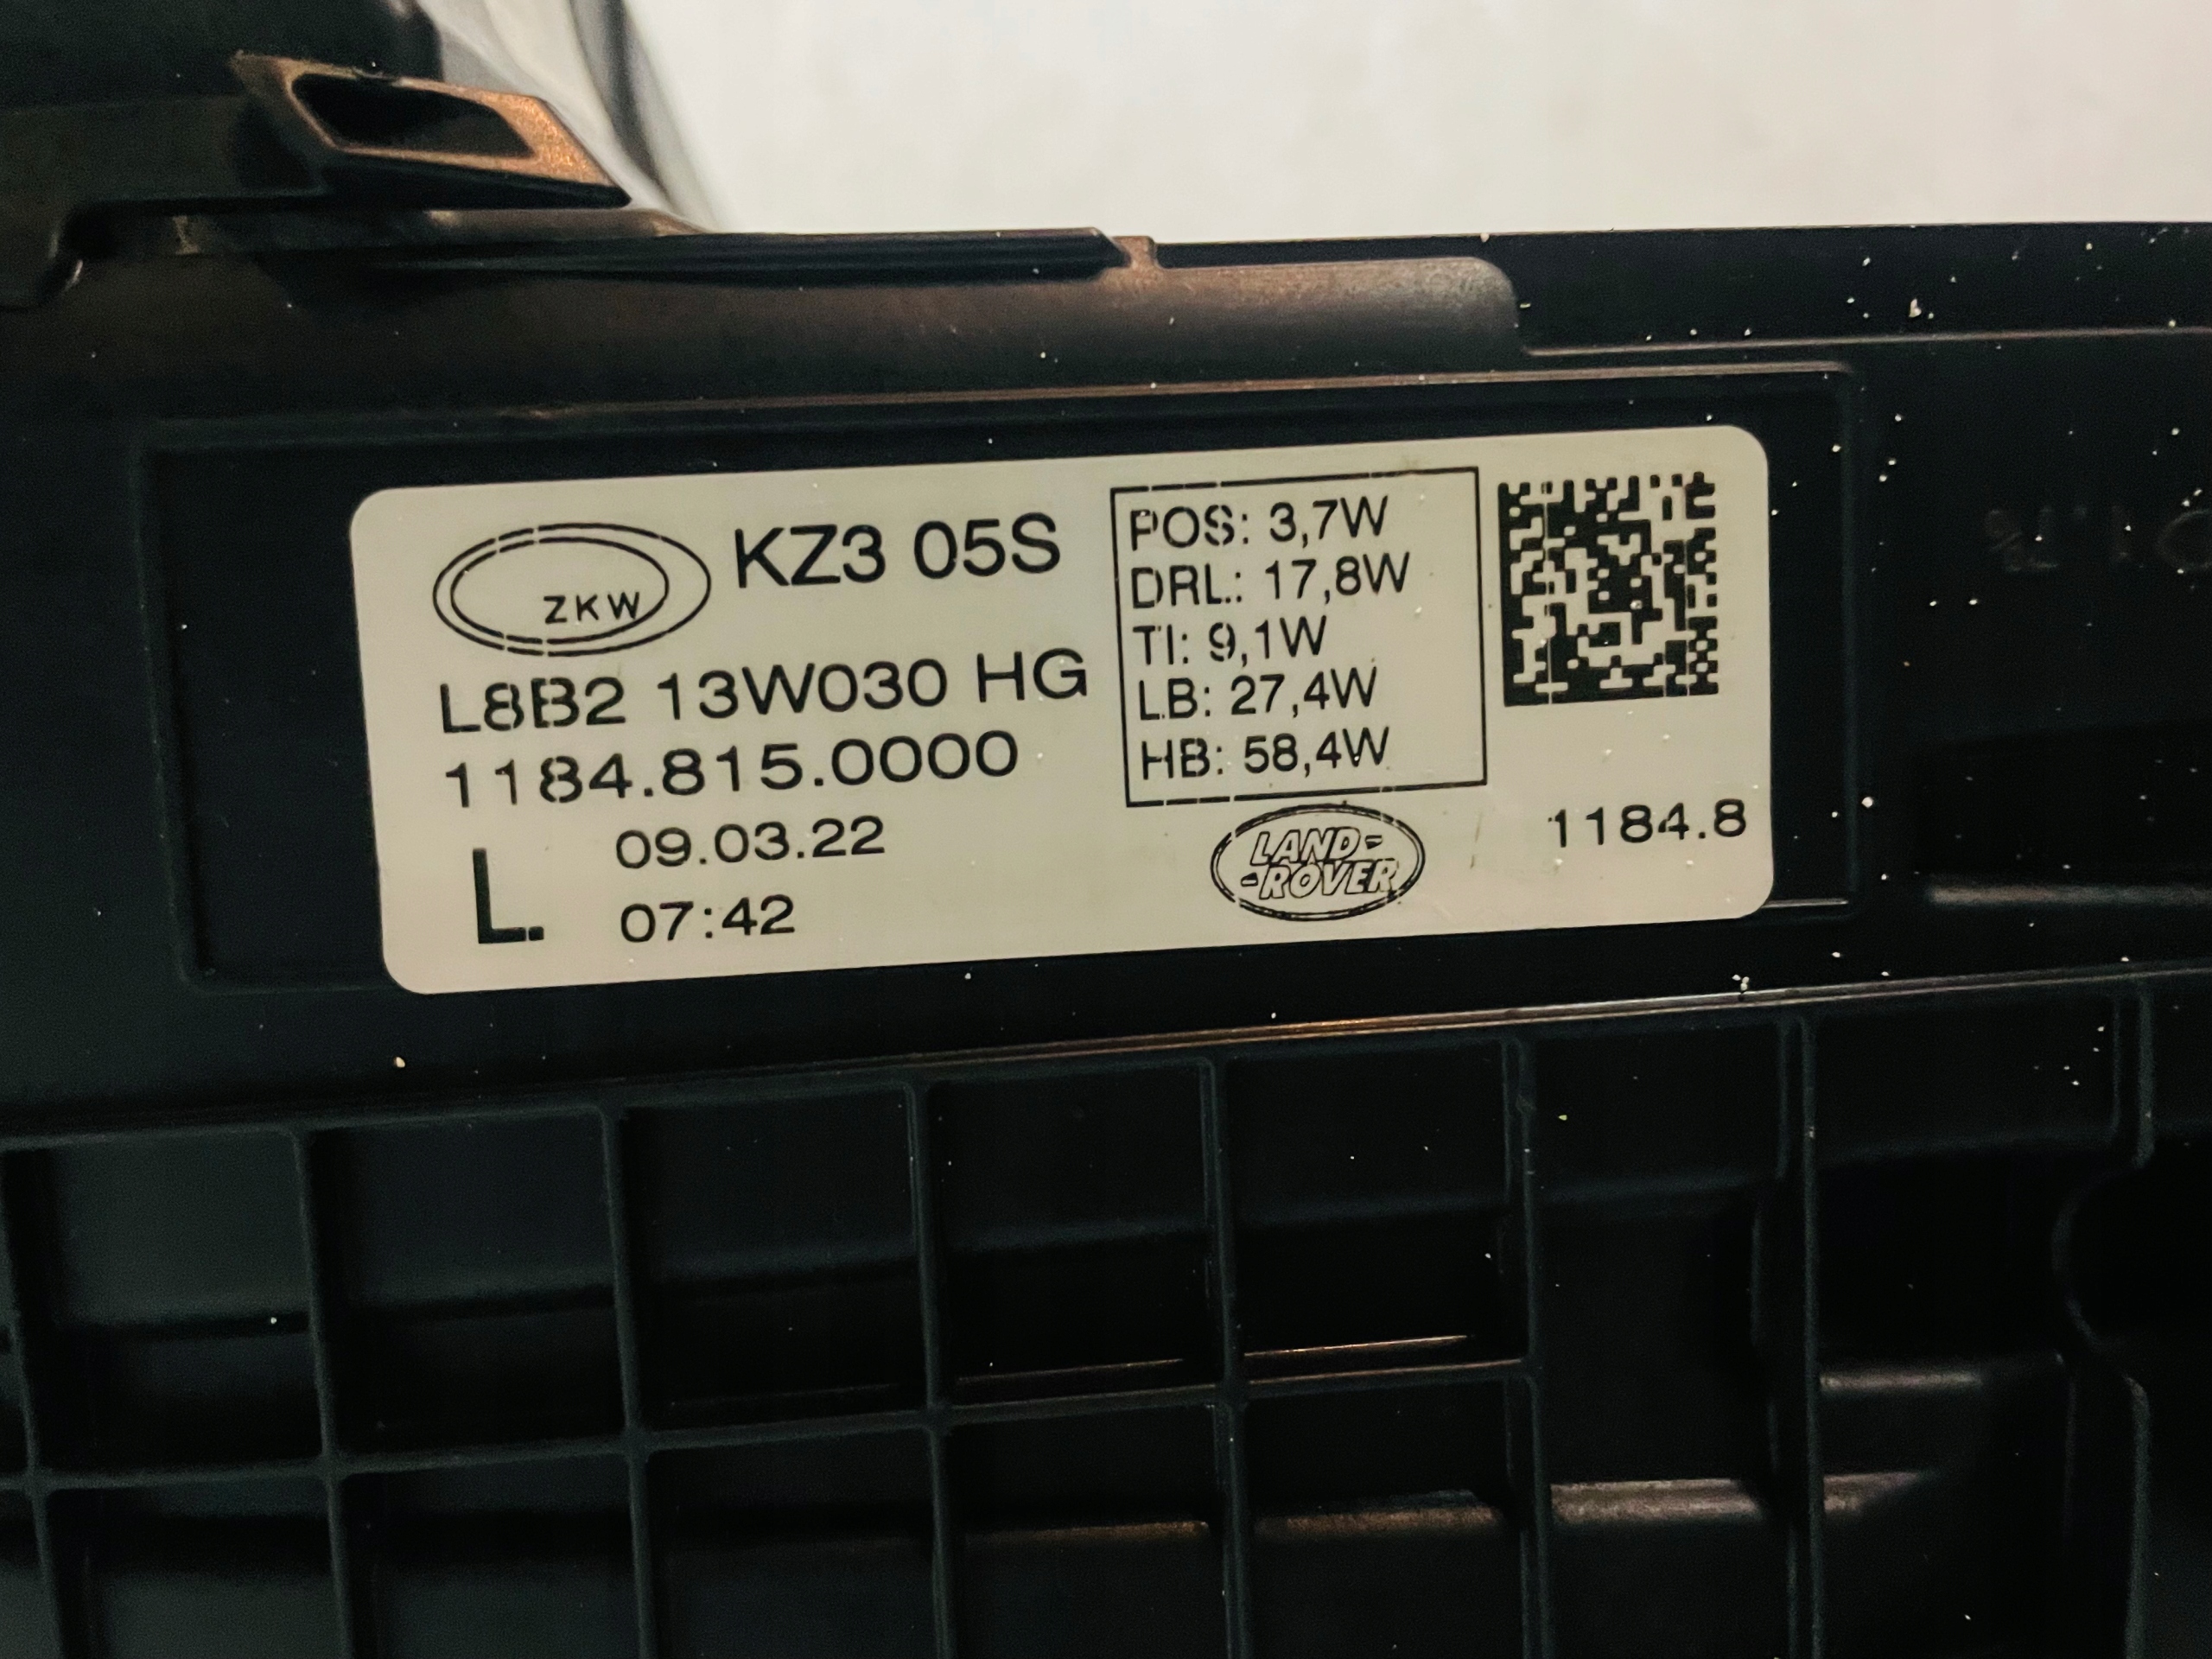 ZKW
KZ3 05S
L8B2 13W030 HG
1184.815.0000
L
09.03.22
07:42
POS: 3,7W
DRL: 17,8W
TI: 9,1W
LB: 27,4W
HB: 58,4W
LAND-
-ROVER
1184.8